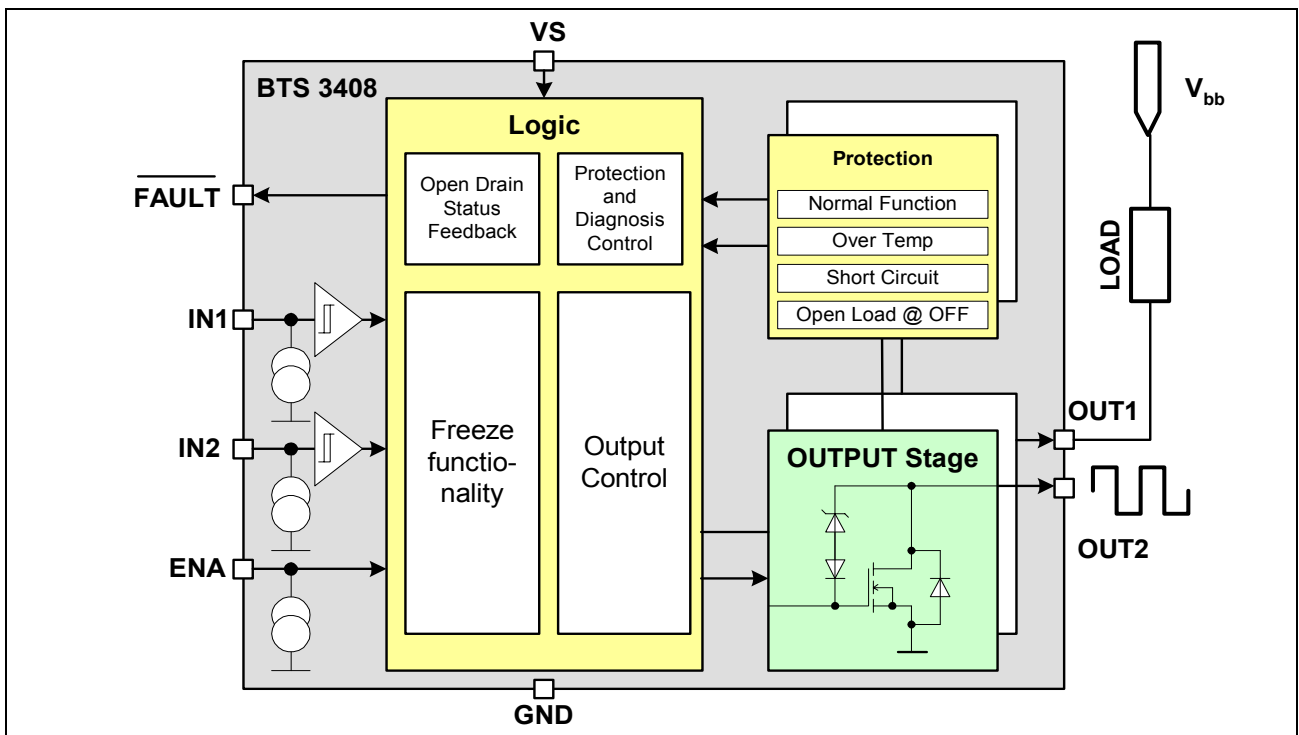 VS
BTS 3408
V_bb
Logic
Protection
Open Drain
Status
Feedback
Protection
and
Diagnosis
Control
Normal Function
Over Temp
Short Circuit
Open Load @ OFF
FAULT
LOAD
IN1
IN2
ENA
Freeze
functio-
nality
Output
Control
OUTPUT Stage
OUT1
OUT2
GND